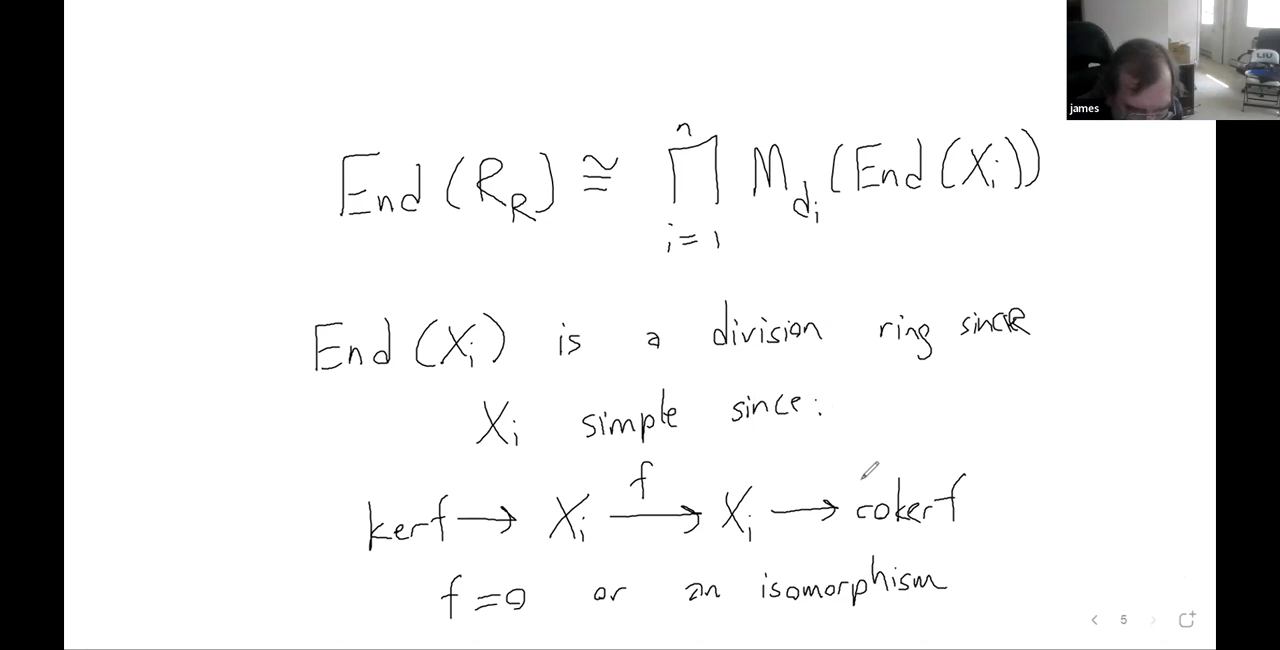 End (R_R) ≅ ∏_{i=1}^{n} M_{d_i} (End (X_i))
End (X_i) is a division ring since
X_i simple since:
ker f → X_i →^f X_i → coker f
f = 0 or an isomorphism
james
LIU
5